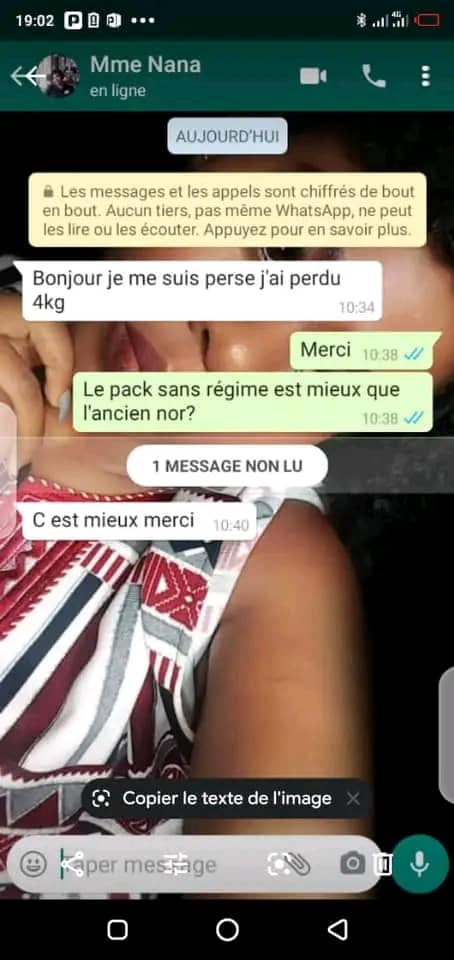 19:02
Mme Nana
en ligne
AUJOURD'HUI
Les messages et les appels sont chiffrés de bout
en bout. Aucun tiers, pas même WhatsApp, ne peut
les lire ou les écouter. Appuyez pour en savoir plus.
Bonjour je me suis perse j'ai perdu
4kg
10:34
Merci 10:38
Le pack sans régime est mieux que
l'ancien nor?
10:38
1 MESSAGE NON LU
C est mieux merci 10:40
Copier le texte de l'image